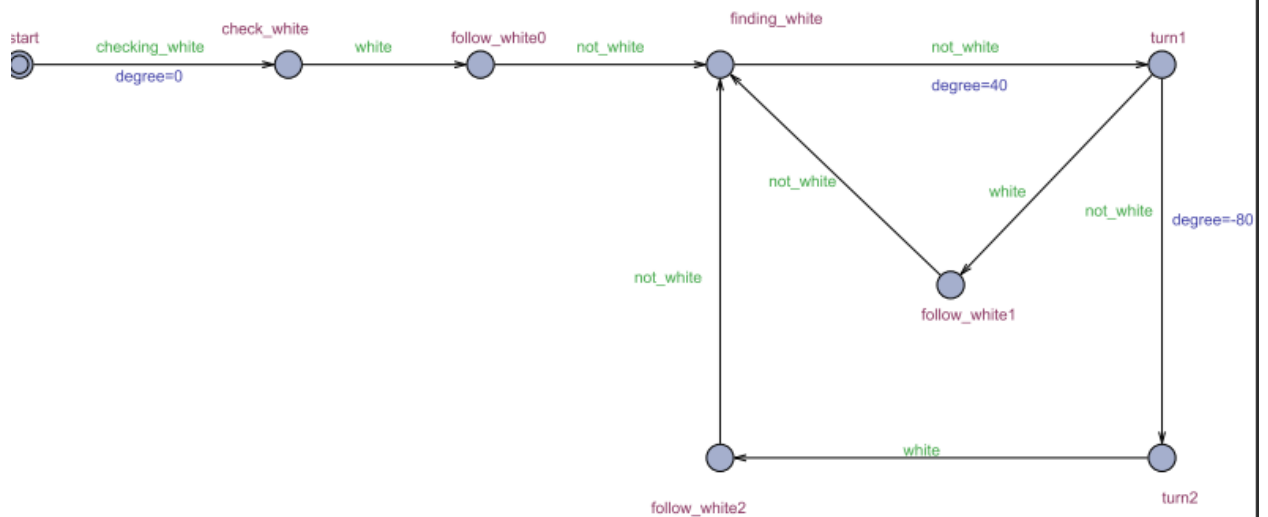 start
checking_white
degree=0
check_white
white
follow_white0
not_white
finding_white
not_white
degree=40
turn1
not_white
white
not_white
degree=-80
follow_white1
not_white
white
follow_white2
turn2